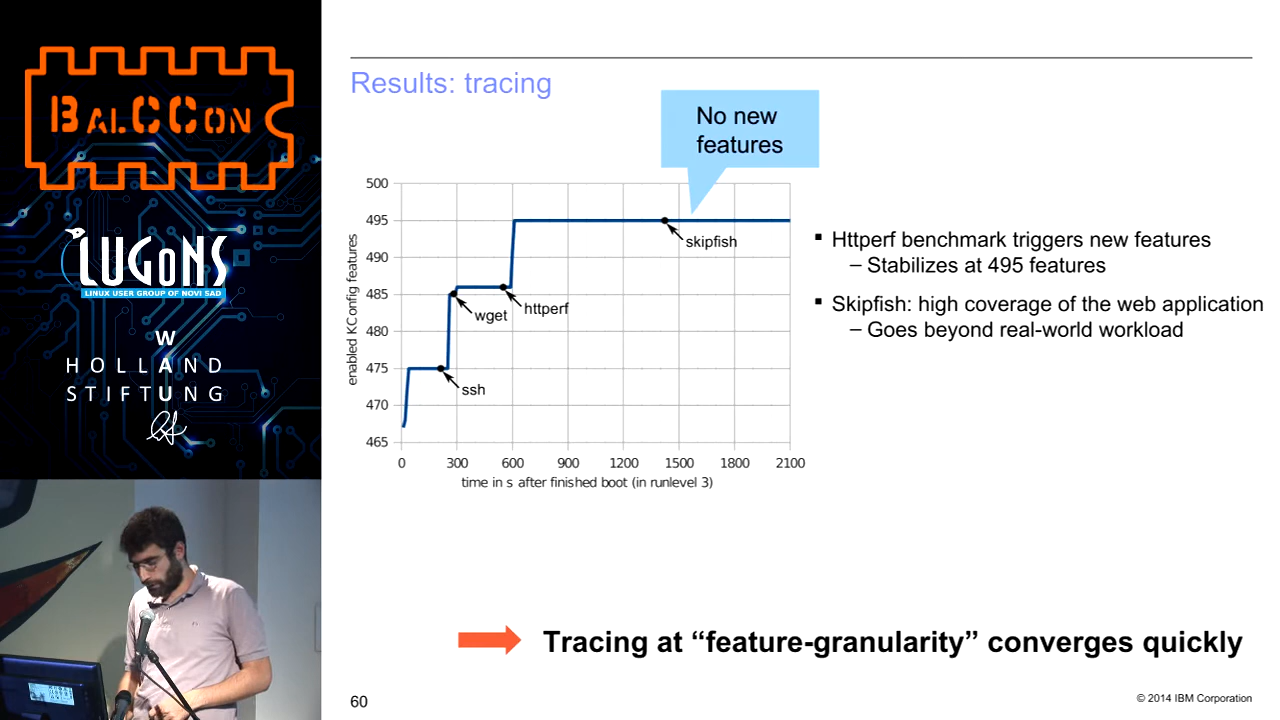 BALCCON
LUGONS
LINUX USER GROUP OF NOVI SAD
W
HOLLAND
A
STIFTUNG
Results: tracing
No new
features
500
495
490
485
480
475
470
465
enabled KConfig features
skipfish
httperf
wget
ssh
0 300 600 900 1200 1500 1800 2100
time in s after finished boot (in runlevel 3)
▪ Httperf benchmark triggers new features
– Stabilizes at 495 features
▪ Skipfish: high coverage of the web application
– Goes beyond real-world workload
Tracing at “feature-granularity” converges quickly
60
© 2014 IBM Corporation